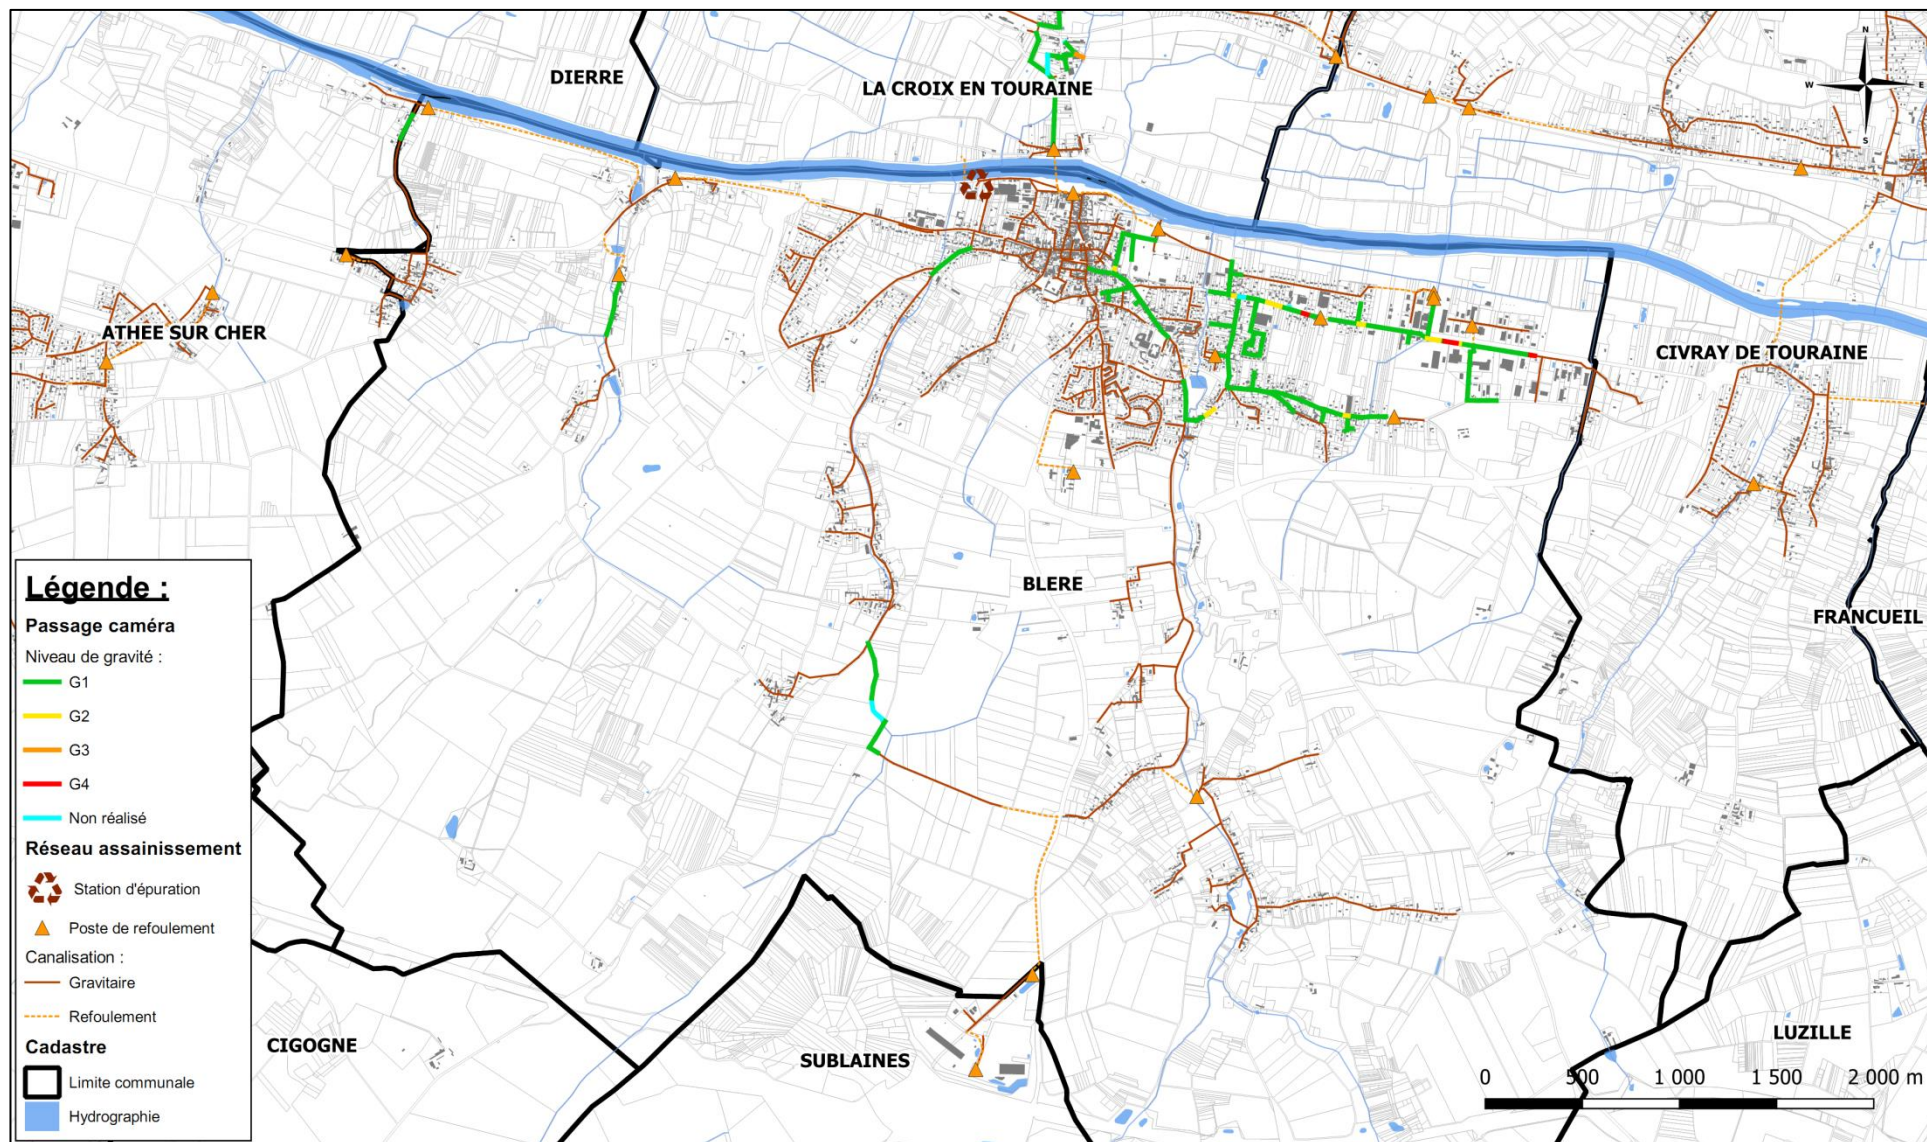 DIERRE
LA CROIX EN TOURAINE
N
W
E
S
ATHEE SUR CHER
CIVRAY DE TOURAINE
BLERE
FRANCUEIL
Légende :
Passage caméra
Niveau de gravité :
G1
G2
G3
G4
Non réalisé
Réseau assainissement
Station d'épuration
Poste de refoulement
Canalisation :
Gravitaire
Refoulement
Cadastre
Limite communale
Hydrographie
CIGOGNE
SUBLAINES
LUZILLE
0 500 1 000 1 500 2 000 m